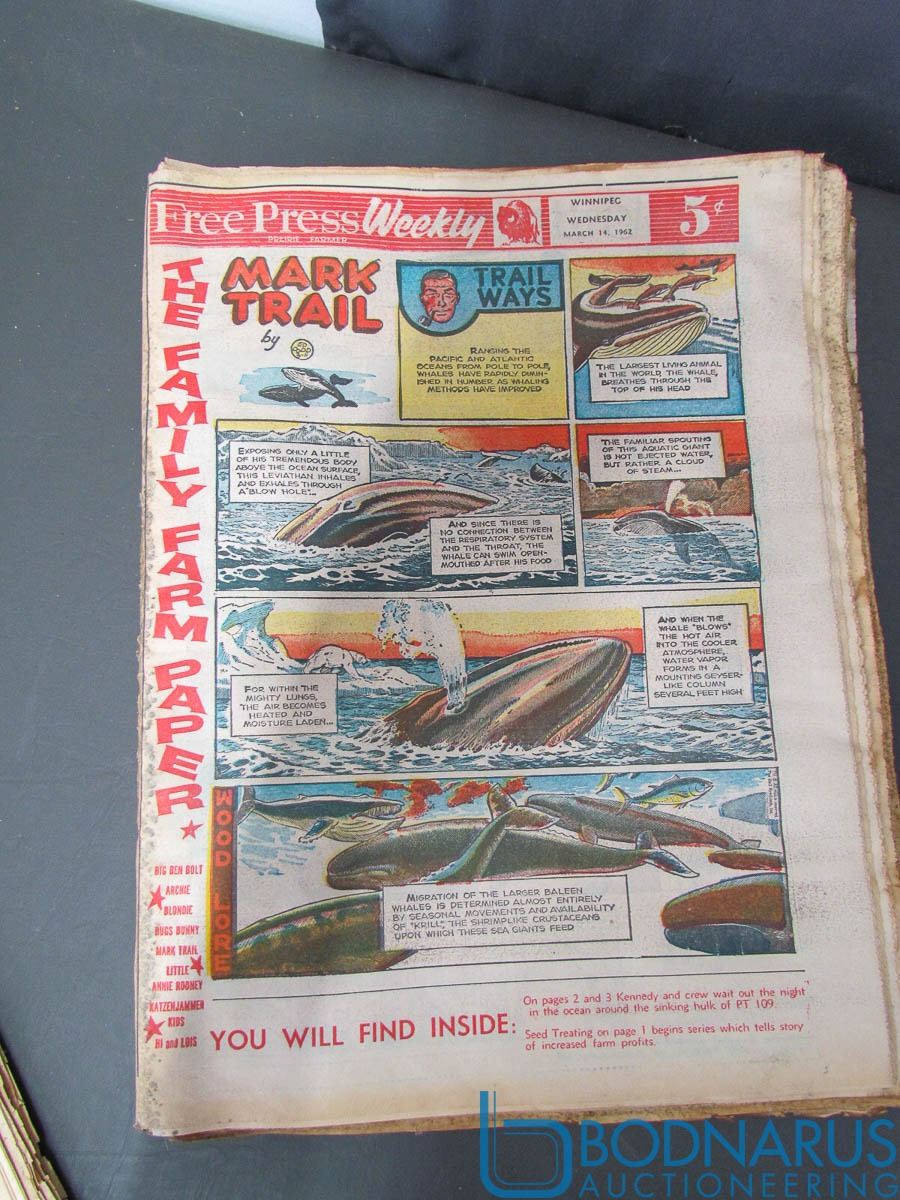 Free Press Weekly
PRAIRIE FARMER
WINNIPEG
WEDNESDAY
MARCH 14, 1962
5¢
THE FAMILY FARM PAPER
MARK
TRAIL
by
TRAIL
WAYS
RANGING THE
PACIFIC AND ATLANTIC
OCEANS FROM POLE TO POLE,
WHALES HAVE RAPIDLY DIMIN-
ISHED IN NUMBER AS WHALING
METHODS HAVE IMPROVED
THE LARGEST LIVING ANIMAL
IN THE WORLD, THE WHALE,
BREATHES THROUGH THE
TOP OF HIS HEAD
EXPOSING ONLY A LITTLE
OF HIS TREMENDOUS BODY
ABOVE THE OCEAN SURFACE,
THIS LEVIATHAN INHALES
AND EXHALES THROUGH
A "BLOW HOLE"...
AND SINCE THERE IS
NO CONNECTION BETWEEN
THE RESPIRATORY SYSTEM
AND THE THROAT, THE
WHALE CAN SWIM OPEN-
MOUTHED AFTER HIS FOOD
THE FAMILIAR SPOUTING
OF THIS AQUATIC GIANT
IS NOT EJECTED WATER,
BUT RATHER A CLOUD
OF STEAM...
FOR WITHIN THE
MIGHTY LUNGS,
THE AIR BECOMES
HEATED AND
MOISTURE LADEN...
AND WHEN THE
WHALE "BLOWS"
THE HOT AIR
INTO THE COOLER
ATMOSPHERE,
WATER VAPOR
FORMS IN A
MOUNTING GEYSER-
LIKE COLUMN
SEVERAL FEET HIGH
WOOD LORE
MIGRATION OF THE LARGER BALEEN
WHALES IS DETERMINED ALMOST ENTIRELY
BY SEASONAL MOVEMENTS AND AVAILABILITY
OF "KRILL", THE SHRIMPLIKE CRUSTACEANS
UPON WHICH THESE SEA GIANTS FEED
BIG BEN BOLT
ARCHIE
BLONDIE
BUGS BUNNY
MARK TRAIL
LITTLE
ANNIE ROONEY
KATZENJAMMER
KIDS
HI and LOIS
YOU WILL FIND INSIDE:
On pages 2 and 3 Kennedy and crew wait out the night
in the ocean around the sinking hulk of PT 109.
Seed Treating on page 1 begins series which tells story
of increased farm profits.
BODNARUS
AUCTIONEERING